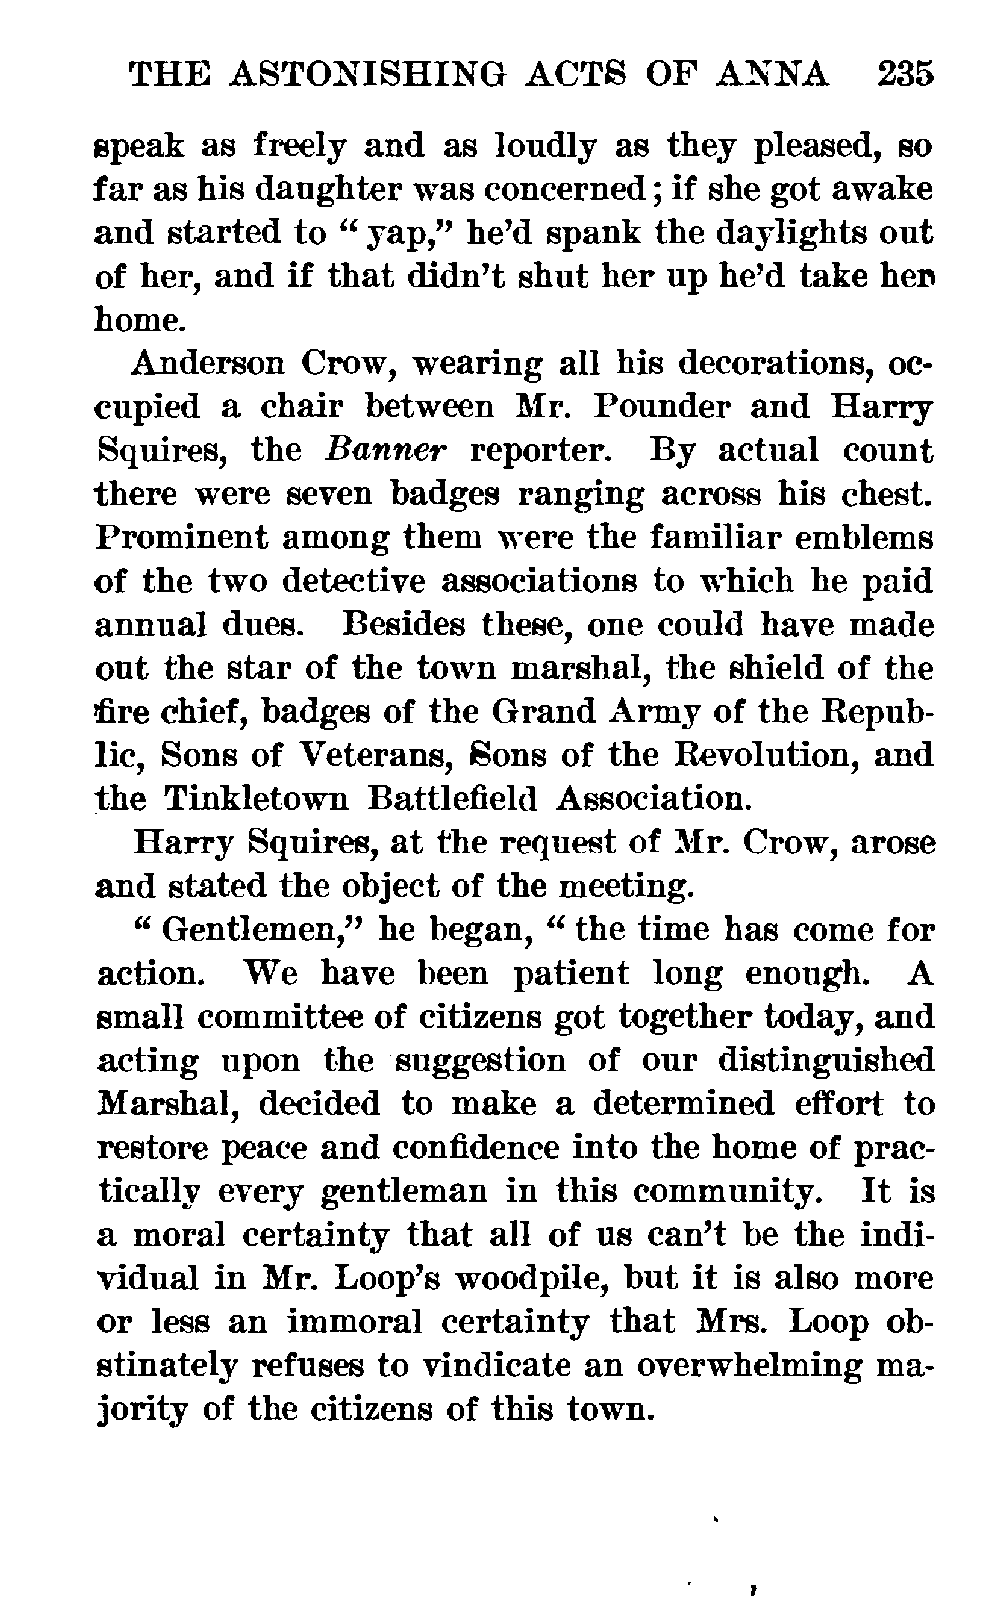 THE ASTONISHING ACTS OF ANNA 235
speak as freely and as loudly as they pleased, so
far as his daughter was concerned; if she got awake
and started to “ yap,” he’d spank the daylights out
of her, and if that didn’t shut her up he’d take her
home.
Anderson Crow, wearing all his decorations, oc-
cupied a chair between Mr. Pounder and Harry
Squires, the Banner reporter. By actual count
there were seven badges ranging across his chest.
Prominent among them were the familiar emblems
of the two detective associations to which he paid
annual dues. Besides these, one could have made
out the star of the town marshal, the shield of the
fire chief, badges of the Grand Army of the Repub-
lic, Sons of Veterans, Sons of the Revolution, and
the Tinkletown Battlefield Association.
Harry Squires, at the request of Mr. Crow, arose
and stated the object of the meeting.
“ Gentlemen,” he began, “ the time has come for
action. We have been patient long enough. A
small committee of citizens got together today, and
acting upon the suggestion of our distinguished
Marshal, decided to make a determined effort to
restore peace and confidence into the home of prac-
tically every gentleman in this community. It is
a moral certainty that all of us can’t be the indi-
vidual in Mr. Loop’s woodpile, but it is also more
or less an immoral certainty that Mrs. Loop ob-
stinately refuses to vindicate an overwhelming ma-
jority of the citizens of this town.